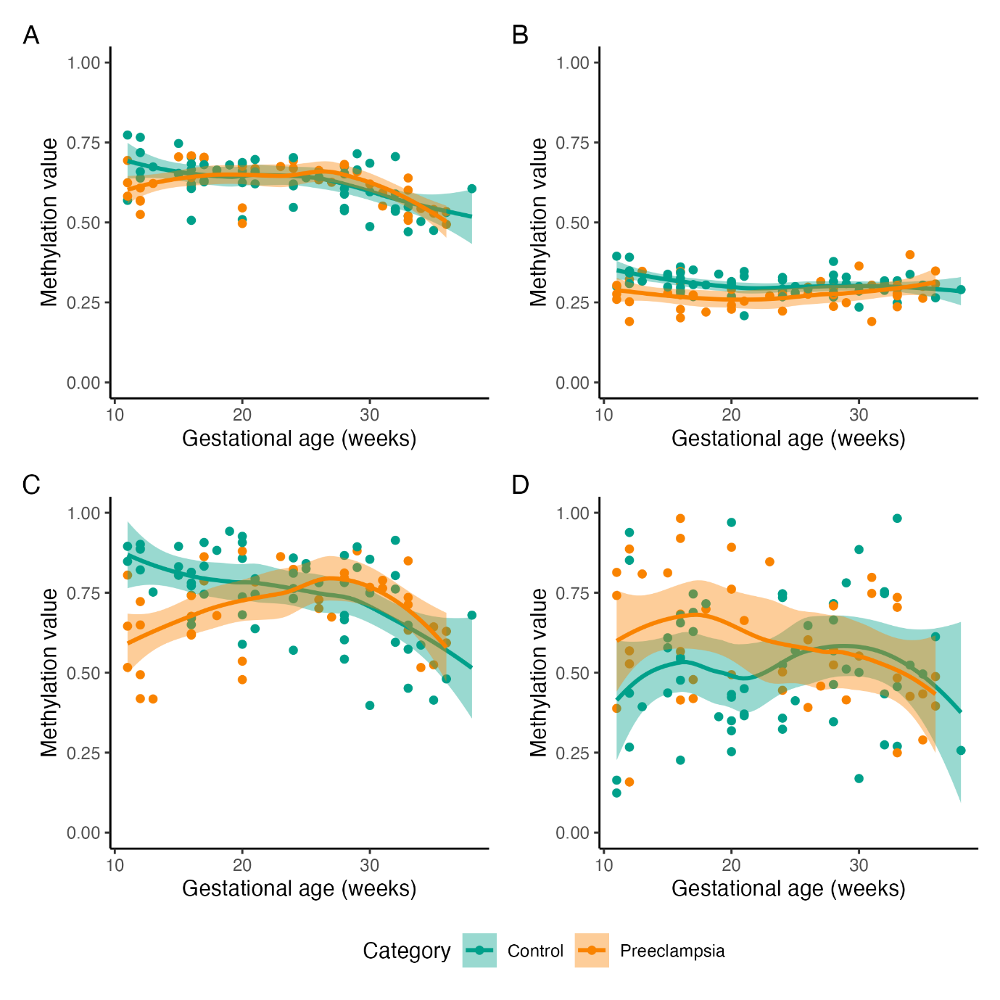 A
B
1.00
0.75
0.50
0.25
0.00
Methylation value
10 20 30
Gestational age (weeks)
1.00
0.75
0.50
0.25
0.00
Methylation value
10 20 30
Gestational age (weeks)
C
D
1.00
0.75
0.50
0.25
0.00
Methylation value
10 20 30
Gestational age (weeks)
1.00
0.75
0.50
0.25
0.00
Methylation value
10 20 30
Gestational age (weeks)
Category Control Preeclampsia